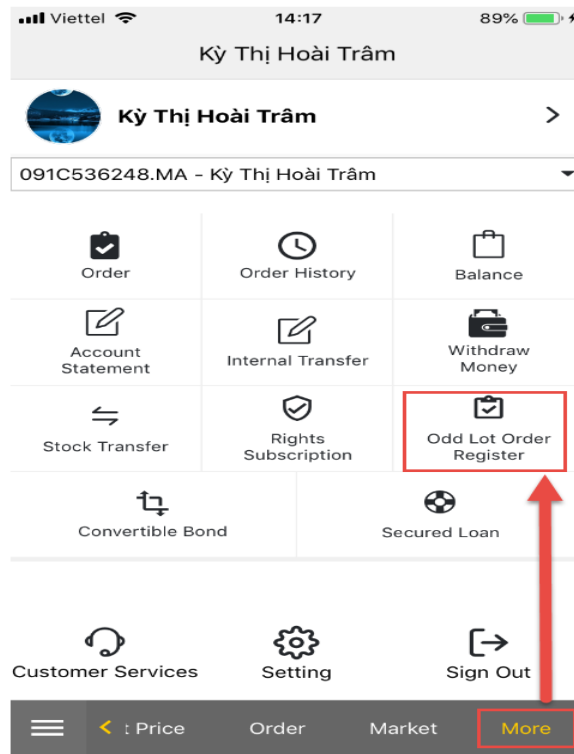 Viettel 14:17 89%
Kỳ Thị Hoài Trâm
Kỳ Thị Hoài Trâm
091C536248.MA - Kỳ Thị Hoài Trâm
Order Order History Balance
Account Statement Internal Transfer Withdraw Money
Stock Transfer Rights Subscription Odd Lot Order Register
Convertible Bond Secured Loan
Customer Services Setting Sign Out
Price Order Market More